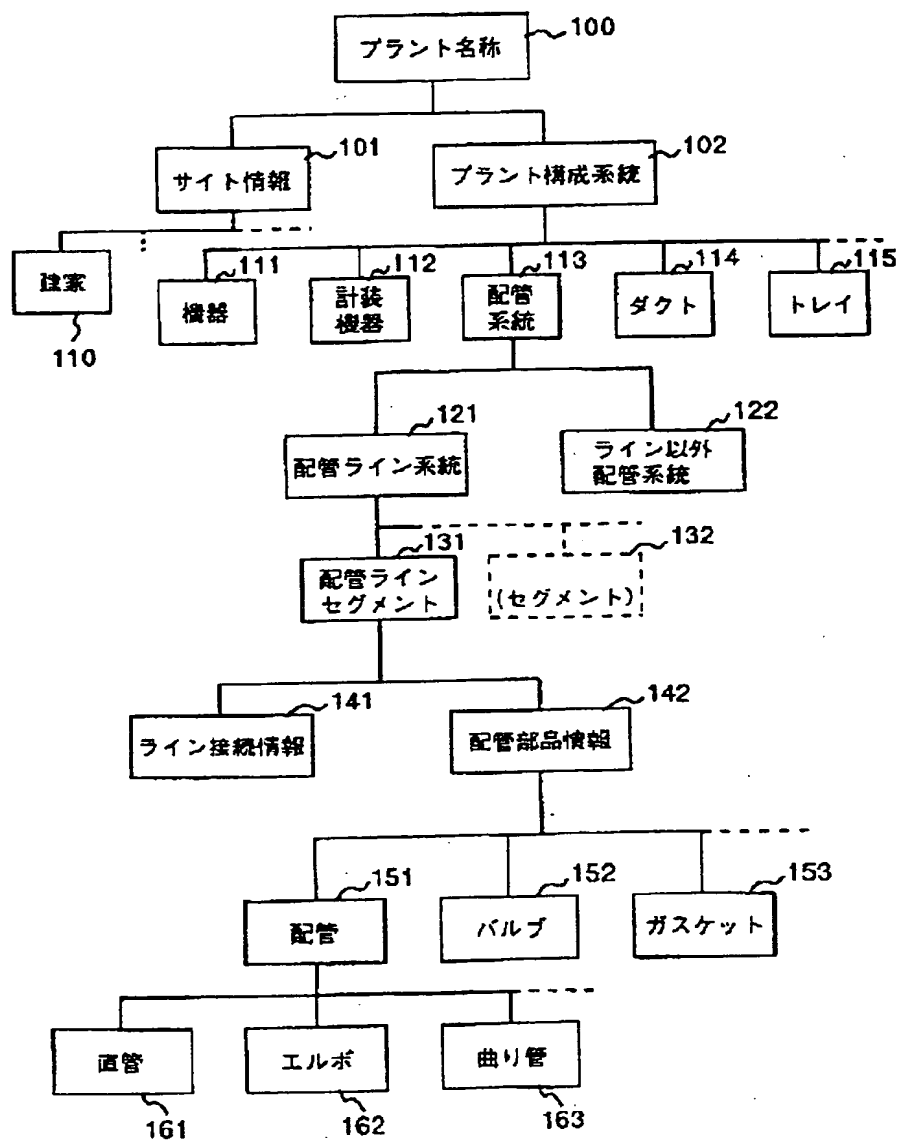 100
プラント名称
101
102
サイト情報
プラント構成系統
建家
110
111
112
113
114
115
機器
計装
機器
配管
系統
ダクト
トレイ
121
122
配管ライン系統
ライン以外
配管系統
131
132
配管ライン
セグメント
(セグメント)
141
142
ライン接続情報
配管部品情報
151
152
153
配管
バルブ
ガスケット
直管
エルボ
曲り管
161
162
163